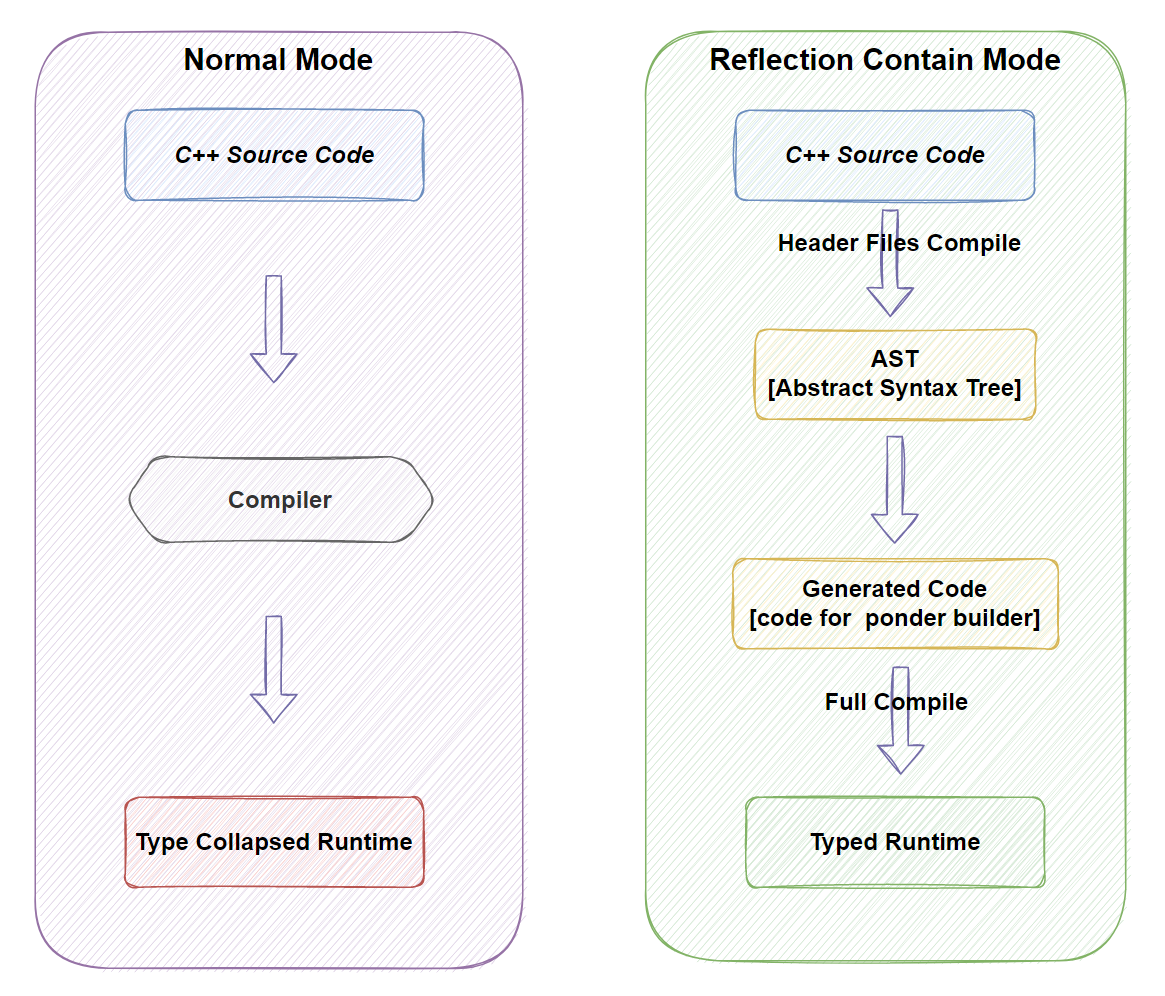 Normal Mode
C++ Source Code
Compiler
Type Collapsed Runtime
Reflection Contain Mode
C++ Source Code
Header Files Compile
AST
[Abstract Syntax Tree]
Generated Code
[code for  ponder builder]
Full Compile
Typed Runtime